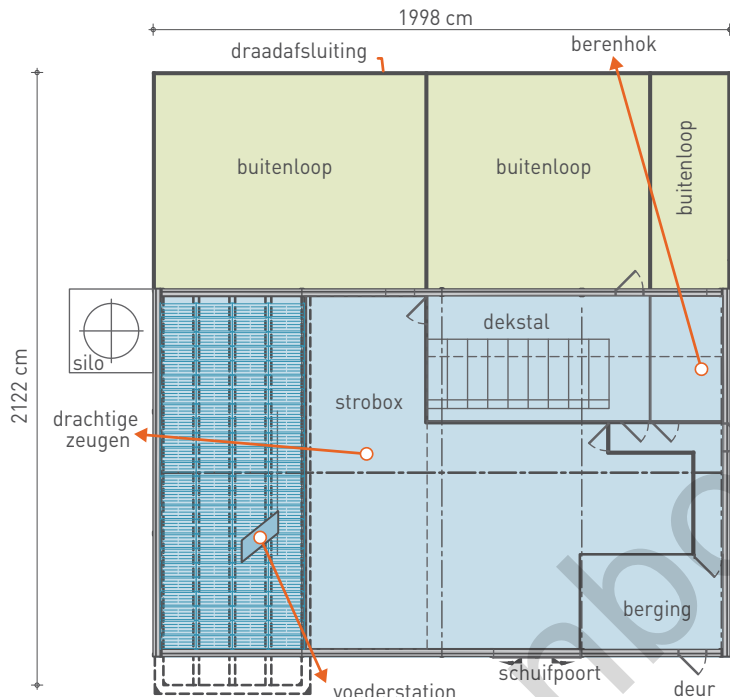 1998 cm
draadafsluiting
berenhok
buitenloop
buitenloop
buitenloop
dekstal
silo
2122 cm
strobox
drachtige
zeugen
berging
schuifpoort
voederstation
deur